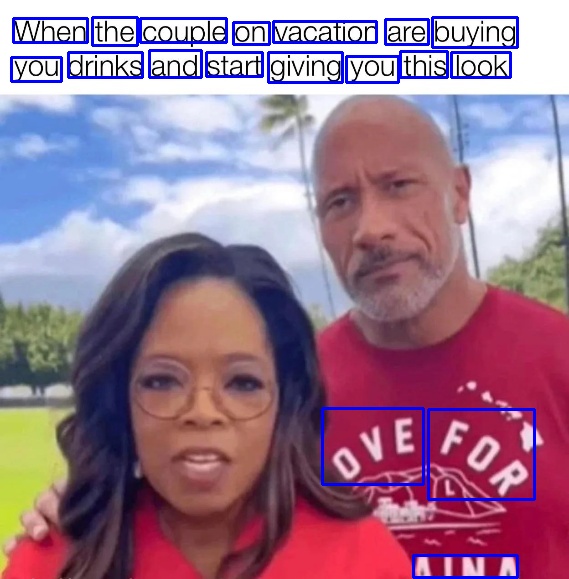 When the couple on vacation are buying
you drinks and start giving you this look
OVE FOR
L
AINA